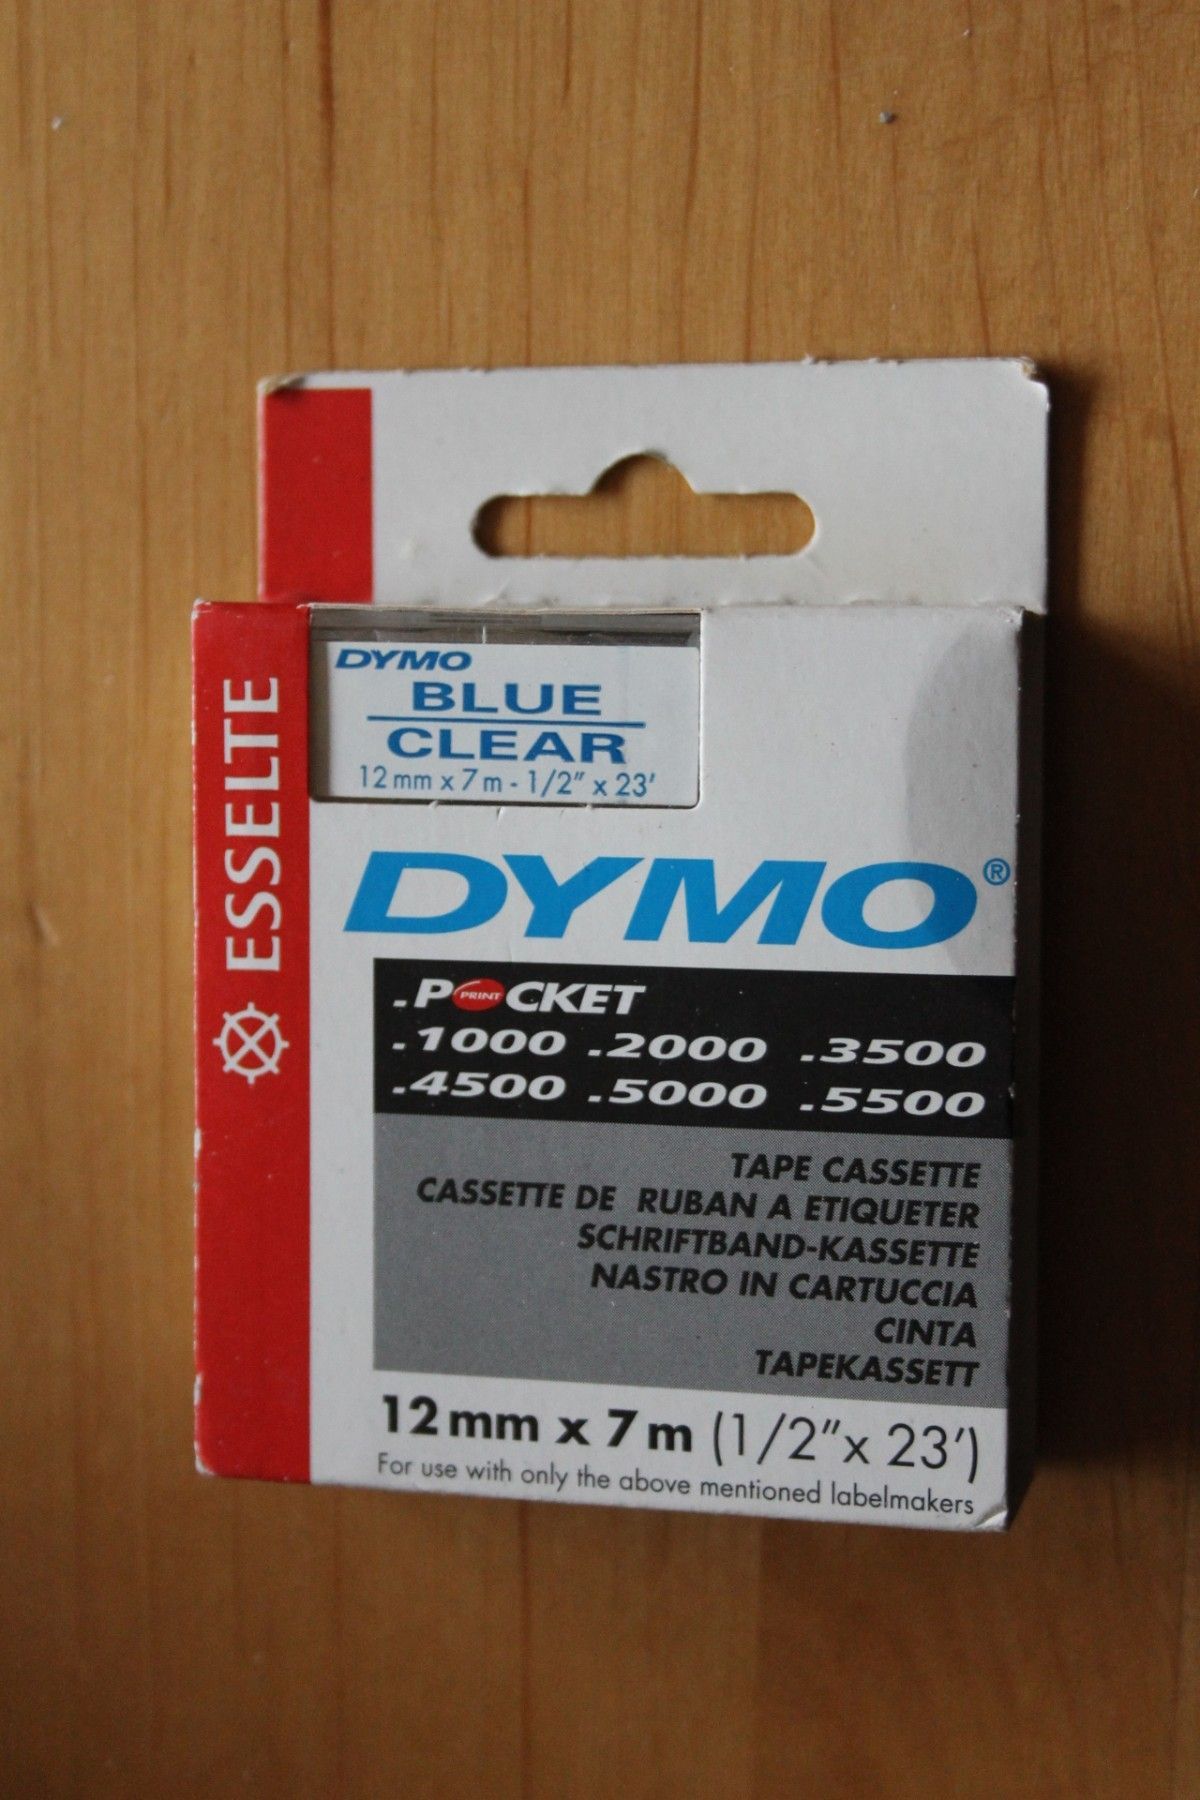 DYMO
BLUE
CLEAR
12 mm x 7 m - 1/2" x 23'
ESSELTE
DYMO®
.POCKET
PRINT
.1000 .2000 .3500
.4500 .5000 .5500
TAPE CASSETTE
CASSETTE DE RUBAN A ETIQUETER
SCHRIFTBAND-KASSETTE
NASTRO IN CARTUCCIA
CINTA
TAPEKASSETT
12 mm x 7 m (1/2" x 23')
For use with only the above mentioned labelmakers